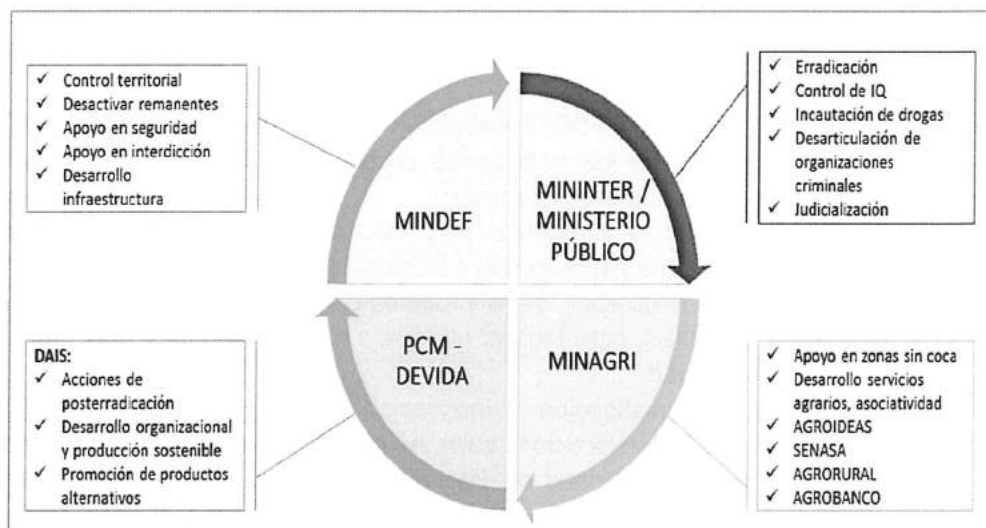 ✓ Control territorial
✓ Desactivar remanentes
✓ Apoyo en seguridad
✓ Apoyo en interdicción
✓ Desarrollo
infraestructura
✓ Erradicación
✓ Control de IQ
✓ Incautación de drogas
✓ Desarticulación de
organizaciones
criminales
✓ Judicialización
MINDEF
MININTER /
MINISTERIO
PÚBLICO
PCM -
DEVIDA
MINAGRI
DAIS:
✓ Acciones de
posterradicación
✓ Desarrollo organizacional
y producción sostenible
✓ Promoción de productos
alternativos
✓ Apoyo en zonas sin coca
✓ Desarrollo servicios
agrarios, asociatividad
✓ AGROIDEAS
✓ SENASA
✓ AGRORURAL
✓ AGROBANCO